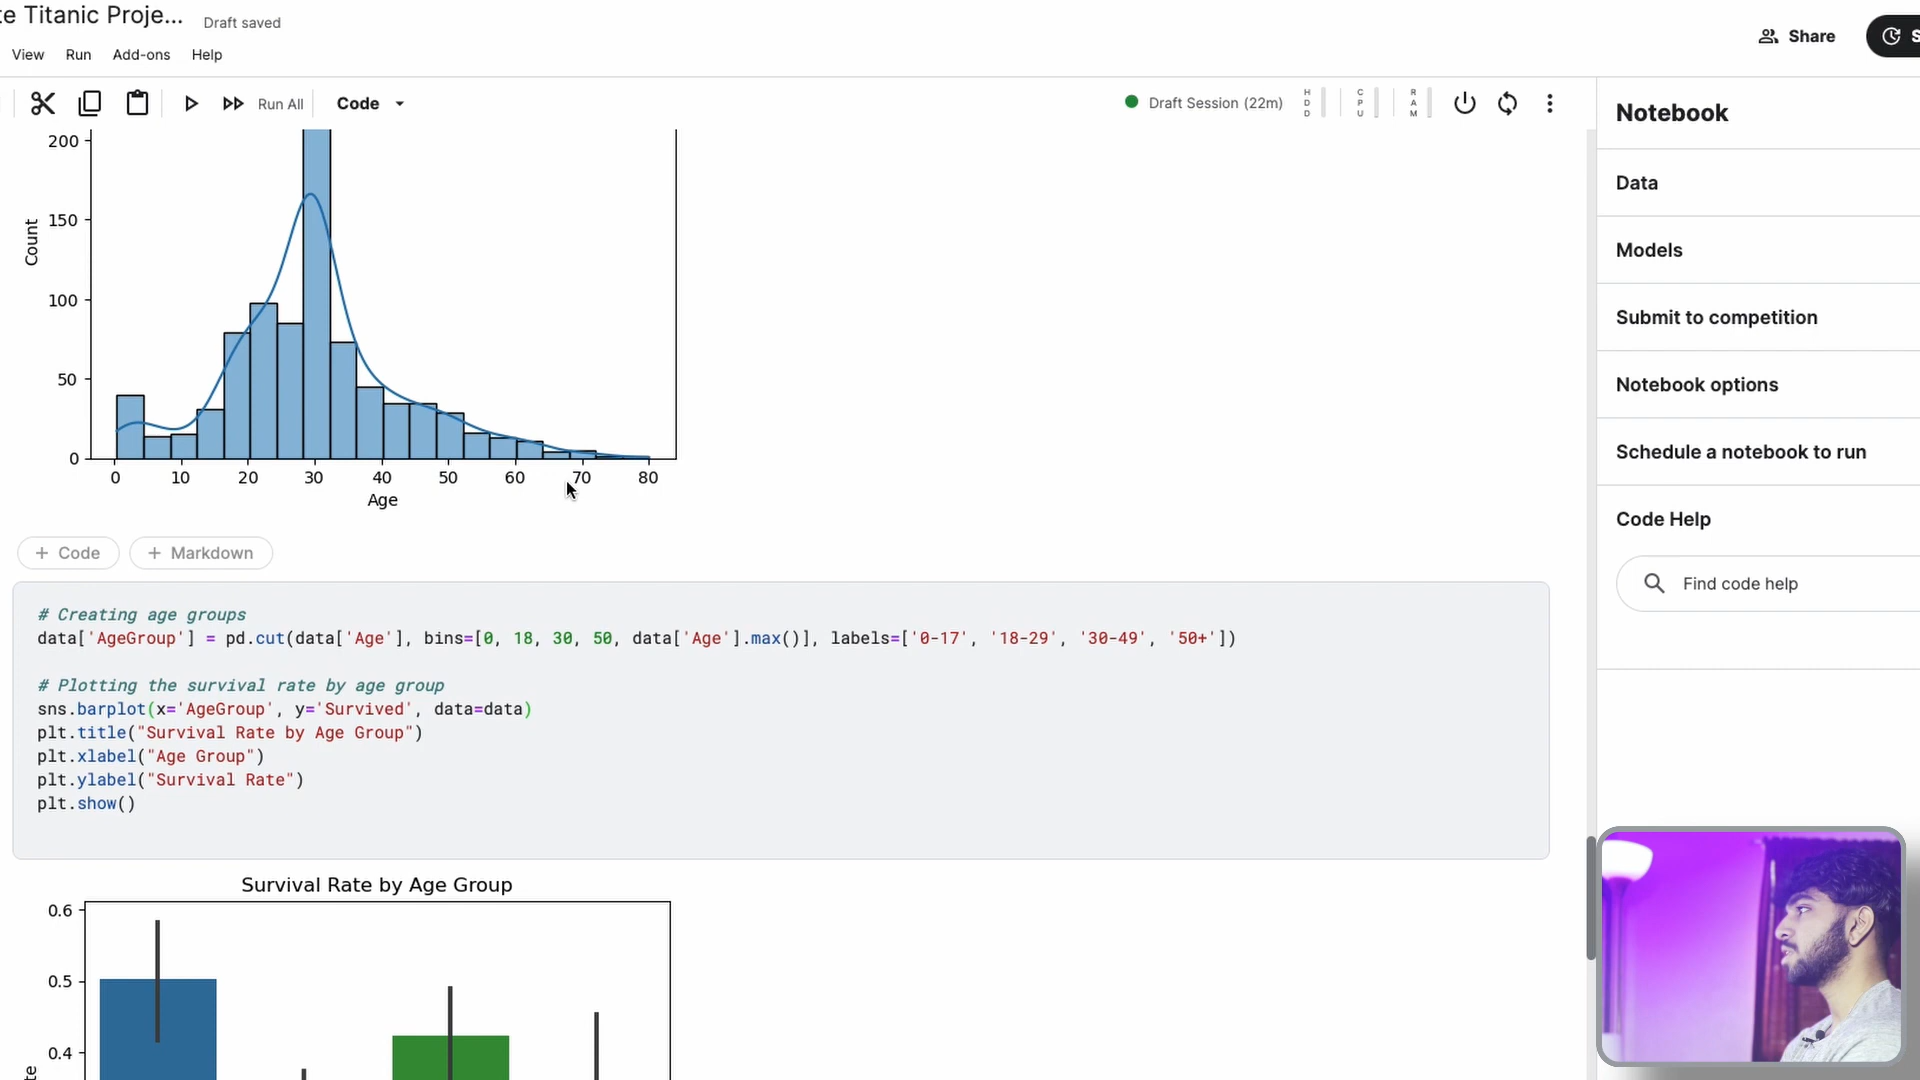 te Titanic Proje... Draft saved
View Run Add-ons Help
Share
S
Run All Code
Draft Session (22m) HDD CPU RAM
Notebook
Data
Models
Submit to competition
Notebook options
Schedule a notebook to run
Code Help
Find code help
200
150
100
50
0
Count
0 10 20 30 40 50 60 70 80
Age
+ Code + Markdown
# Creating age groups
data['AgeGroup'] = pd.cut(data['Age'], bins=[0, 18, 30, 50, data['Age'].max()], labels=['0-17', '18-29', '30-49', '50+'])
# Plotting the survival rate by age group
sns.barplot(x='AgeGroup', y='Survived', data=data)
plt.title("Survival Rate by Age Group")
plt.xlabel("Age Group")
plt.ylabel("Survival Rate")
plt.show()
Survival Rate by Age Group
0.6
0.5
0.4
te